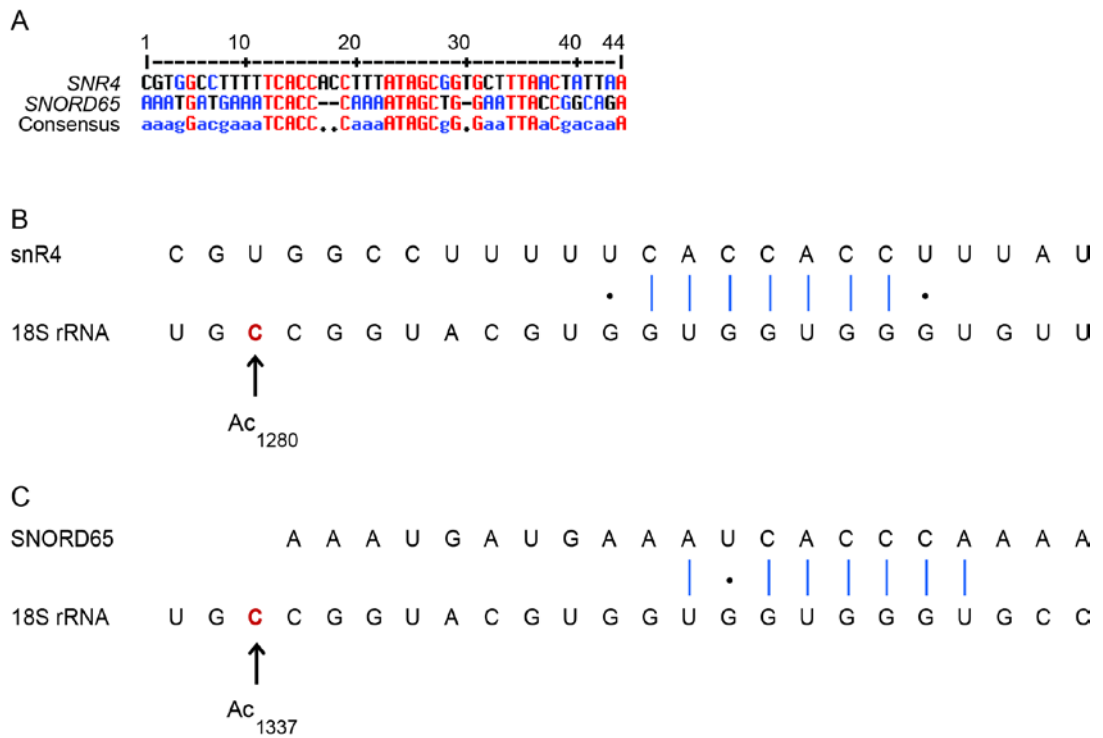 A
1 10 20 30 40 44
SNR4 CGTGGCCTTTTTCACCACCTTTATAGCGGTGCTTTAACTATTAA
SNORD65 AAATGATGAAATCACC--CAAAATAGCTG-GAATTACCGGCAGA
Consensus aaagGacgaaaTCACC..CaaaATAGCgG.GaaTTAaCgacaaA
B
snR4 C G U G G C C U U U U U C A C C A C C U U U A U
18S rRNA U G C C G G U A C G U G G U G G U G G G U G U U
Ac1280
C
SNORD65 A A A U G A U G A A A U C A C C C A A A A
18S rRNA U G C C G G U A C G U G G U G G U G G G U G C C
Ac1337